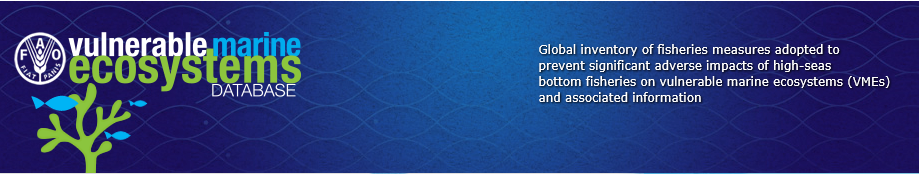 FAO
FIAT PANIS
vulnerable marine
ecosystems
DATABASE
Global inventory of fisheries measures adopted to
prevent significant adverse impacts of high-seas
bottom fisheries on vulnerable marine ecosystems (VMEs)
and associated information